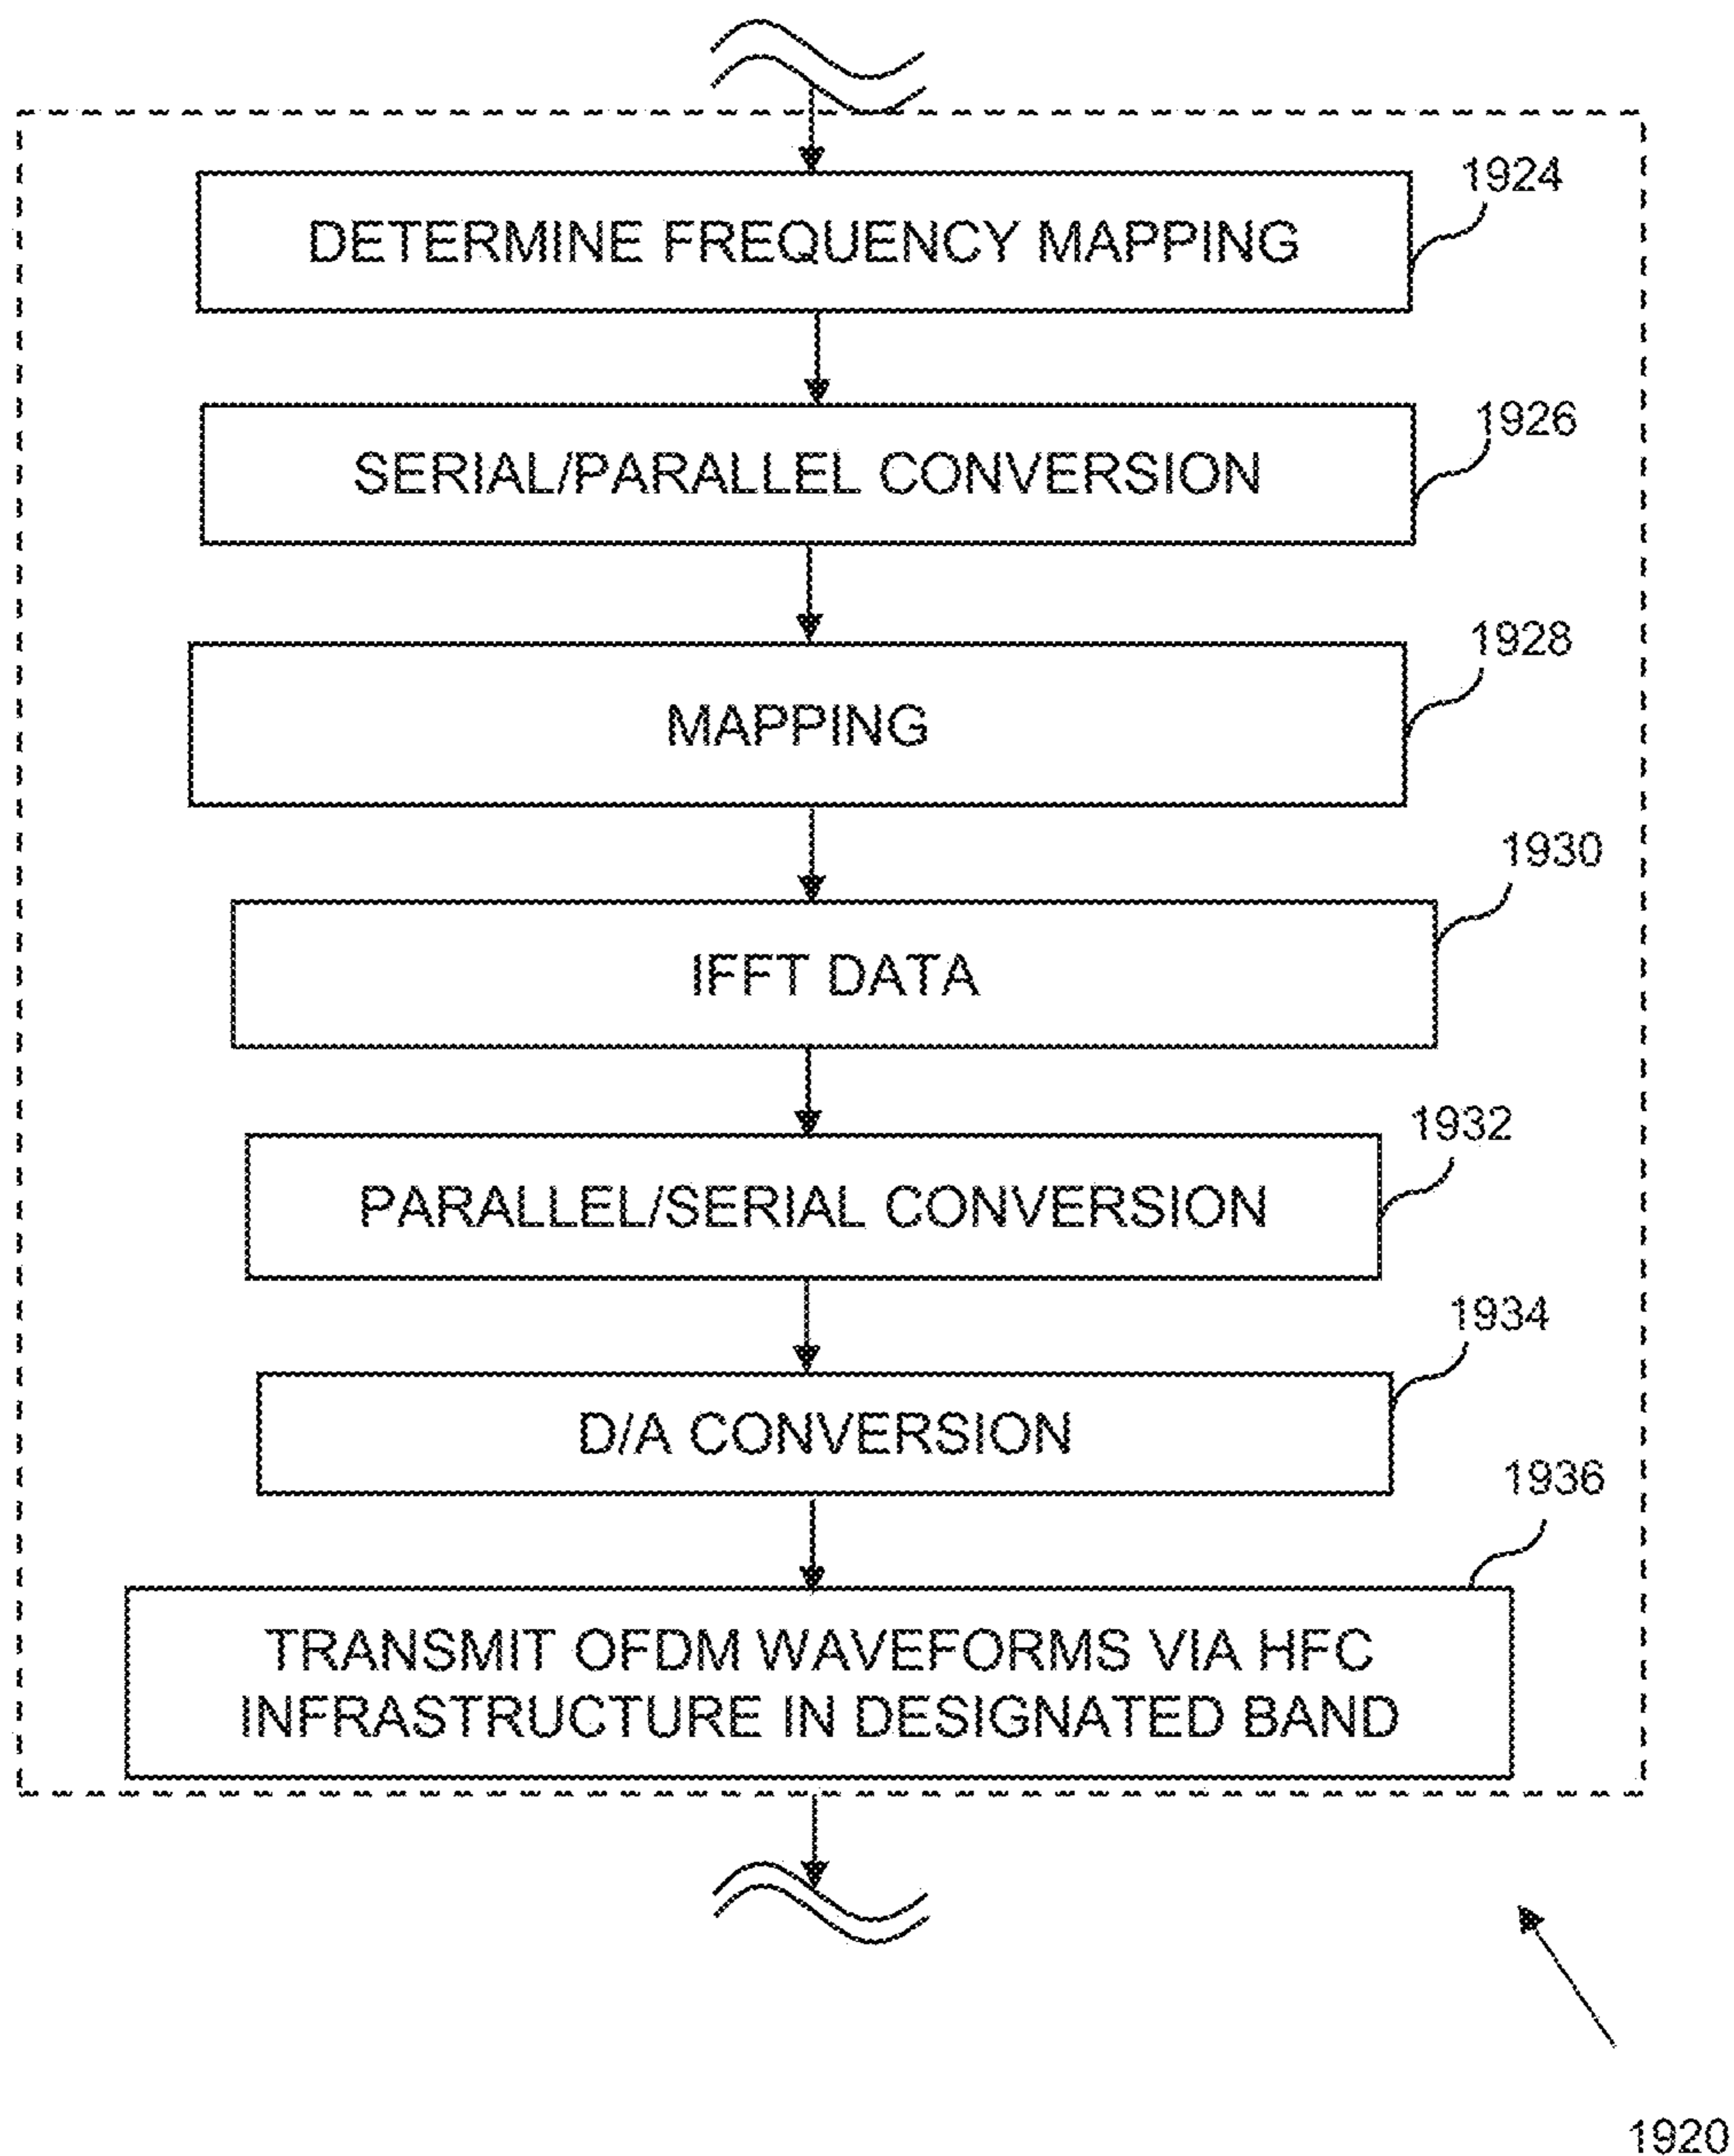 1924
DETERMINE FREQUENCY MAPPING
1926
SERIAL/PARALLEL CONVERSION
1928
MAPPING
1930
IFFT DATA
1932
PARALLEL/SERIAL CONVERSION
1934
D/A CONVERSION
1936
TRANSMIT OFDM WAVEFORMS VIA HFC
INFRASTRUCTURE IN DESIGNATED BAND
1920